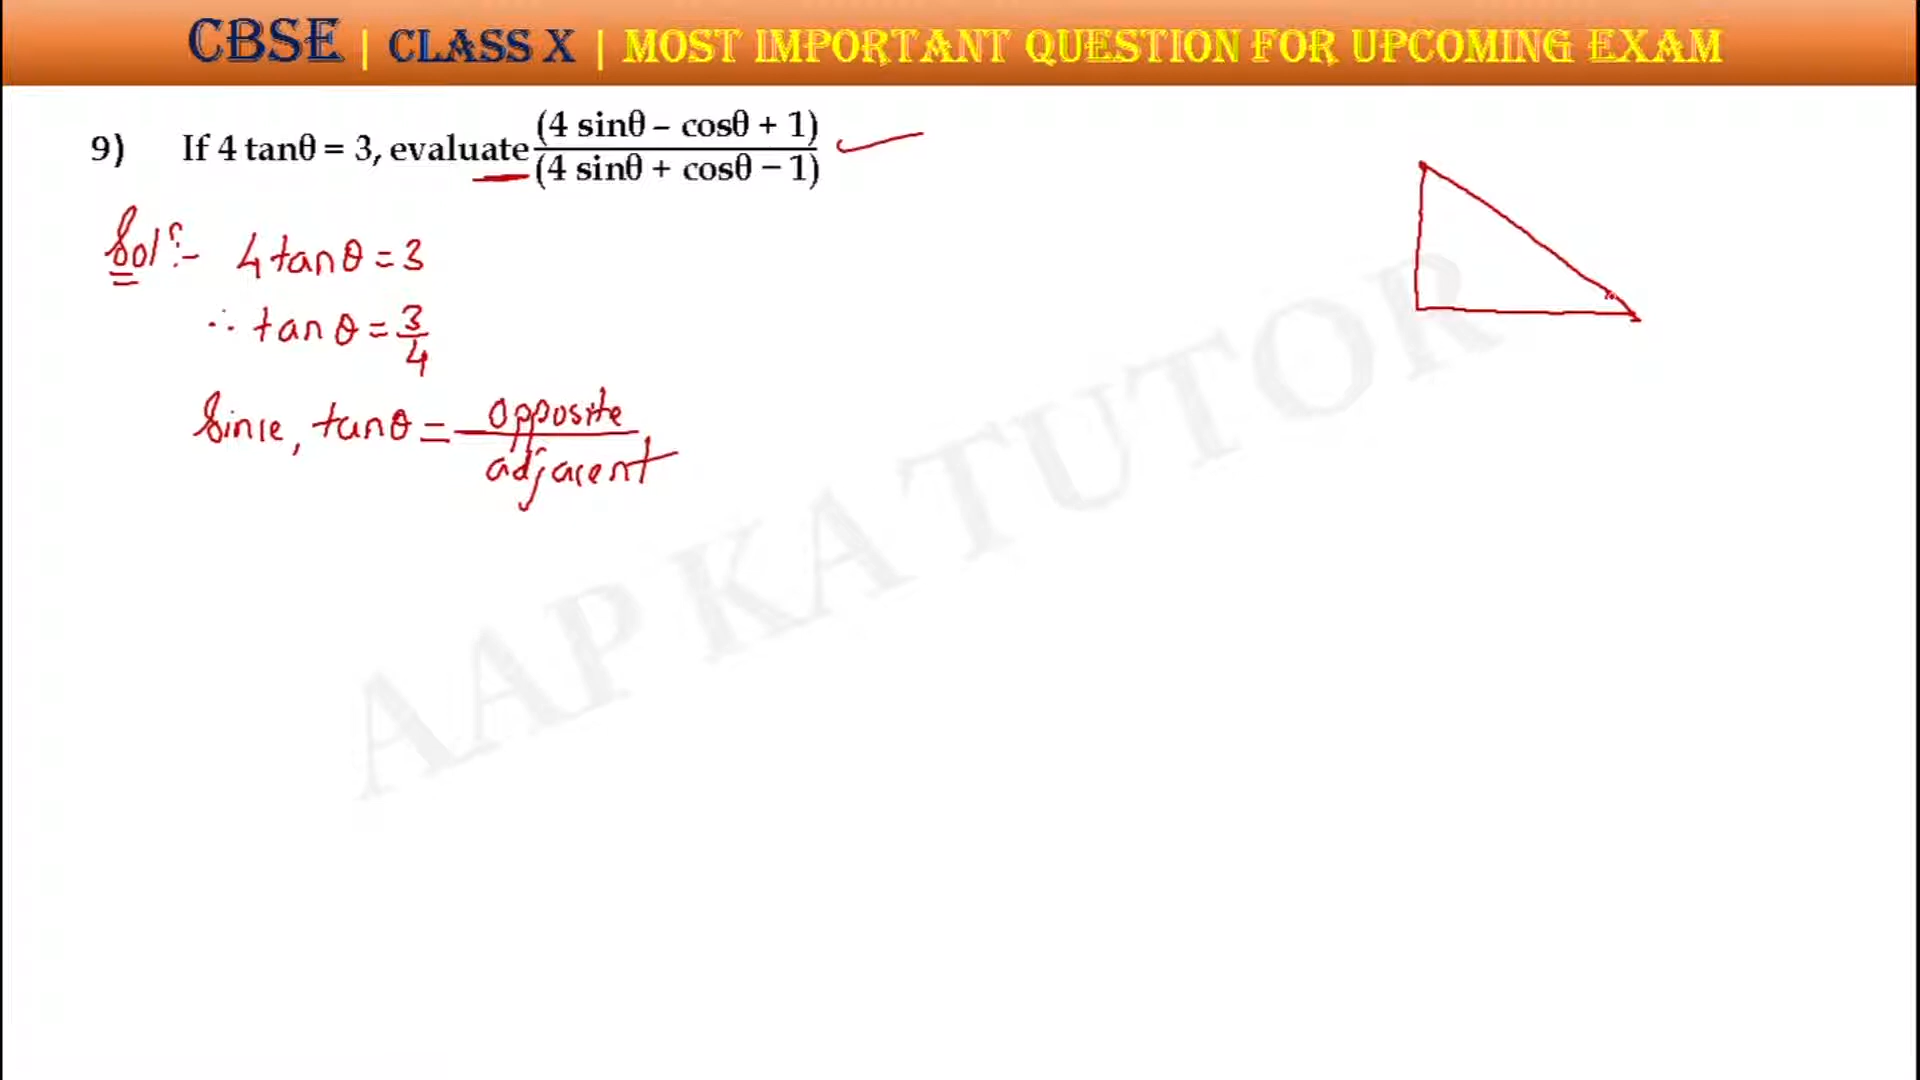 CBSE | CLASS X | MOST IMPORTANT QUESTION FOR UPCOMING EXAM
9) If 4 tanθ = 3, evaluate (4 sinθ – cosθ + 1)
(4 sinθ + cosθ − 1)
Solⁿ:- 4tanθ = 3
∴ tanθ = 3/4
Since, tanθ = opposite
adjacent
AAP KA TUTOR